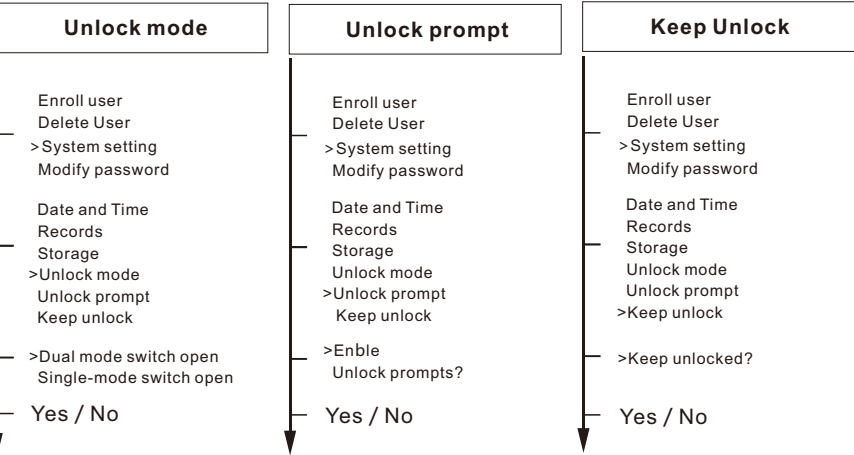 Unlock mode
Enroll user
Delete User
>System setting
Modify password
Date and Time
Records
Storage
>Unlock mode
Unlock prompt
Keep unlock
>Dual mode switch open
Single-mode switch open
Yes / No
Unlock prompt
Enroll user
Delete User
>System setting
Modify password
Date and Time
Records
Storage
Unlock mode
>Unlock prompt
Keep unlock
>Enble
Unlock prompts?
Yes / No
Keep Unlock
Enroll user
Delete User
>System setting
Modify password
Date and Time
Records
Storage
Unlock mode
Unlock prompt
>Keep unlock
>Keep unlocked?
Yes / No